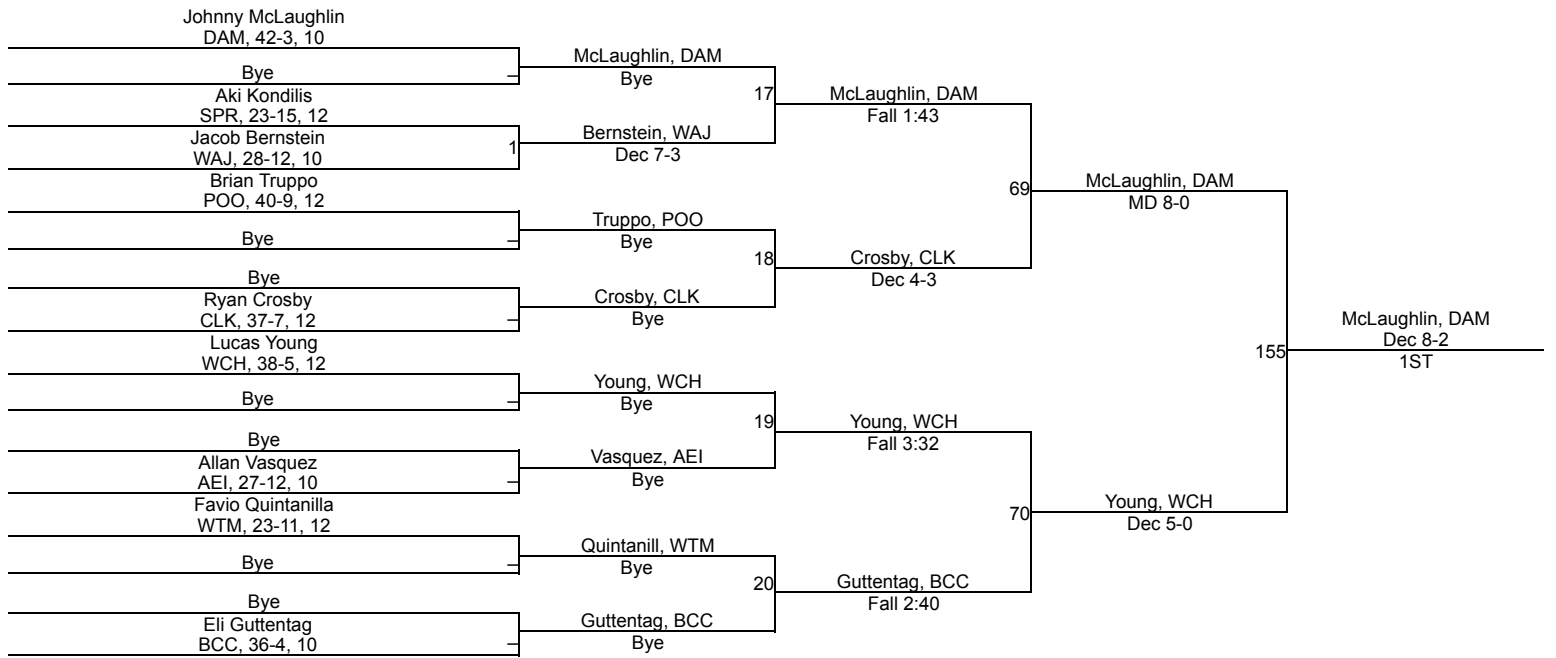 Johnny McLaughlin
DAM, 42-3, 10
Bye
–
Aki Kondilis
SPR, 23-15, 12
Jacob Bernstein
WAJ, 28-12, 10
1
Brian Truppo
POO, 40-9, 12
Bye
–
Bye
Ryan Crosby
CLK, 37-7, 12
–
Lucas Young
WCH, 38-5, 12
Bye
–
Bye
Allan Vasquez
AEI, 27-12, 10
–
Favio Quintanilla
WTM, 23-11, 12
Bye
–
Bye
Eli Guttentag
BCC, 36-4, 10
–
McLaughlin, DAM
Bye
17
Bernstein, WAJ
Dec 7-3
Truppo, POO
Bye
18
Crosby, CLK
Bye
Young, WCH
Bye
19
Vasquez, AEI
Bye
Quintanill, WTM
Bye
20
Guttentag, BCC
Bye
McLaughlin, DAM
Fall 1:43
69
Crosby, CLK
Dec 4-3
Young, WCH
Fall 3:32
70
Guttentag, BCC
Fall 2:40
McLaughlin, DAM
MD 8-0
155
Young, WCH
Dec 5-0
McLaughlin, DAM
Dec 8-2
1ST